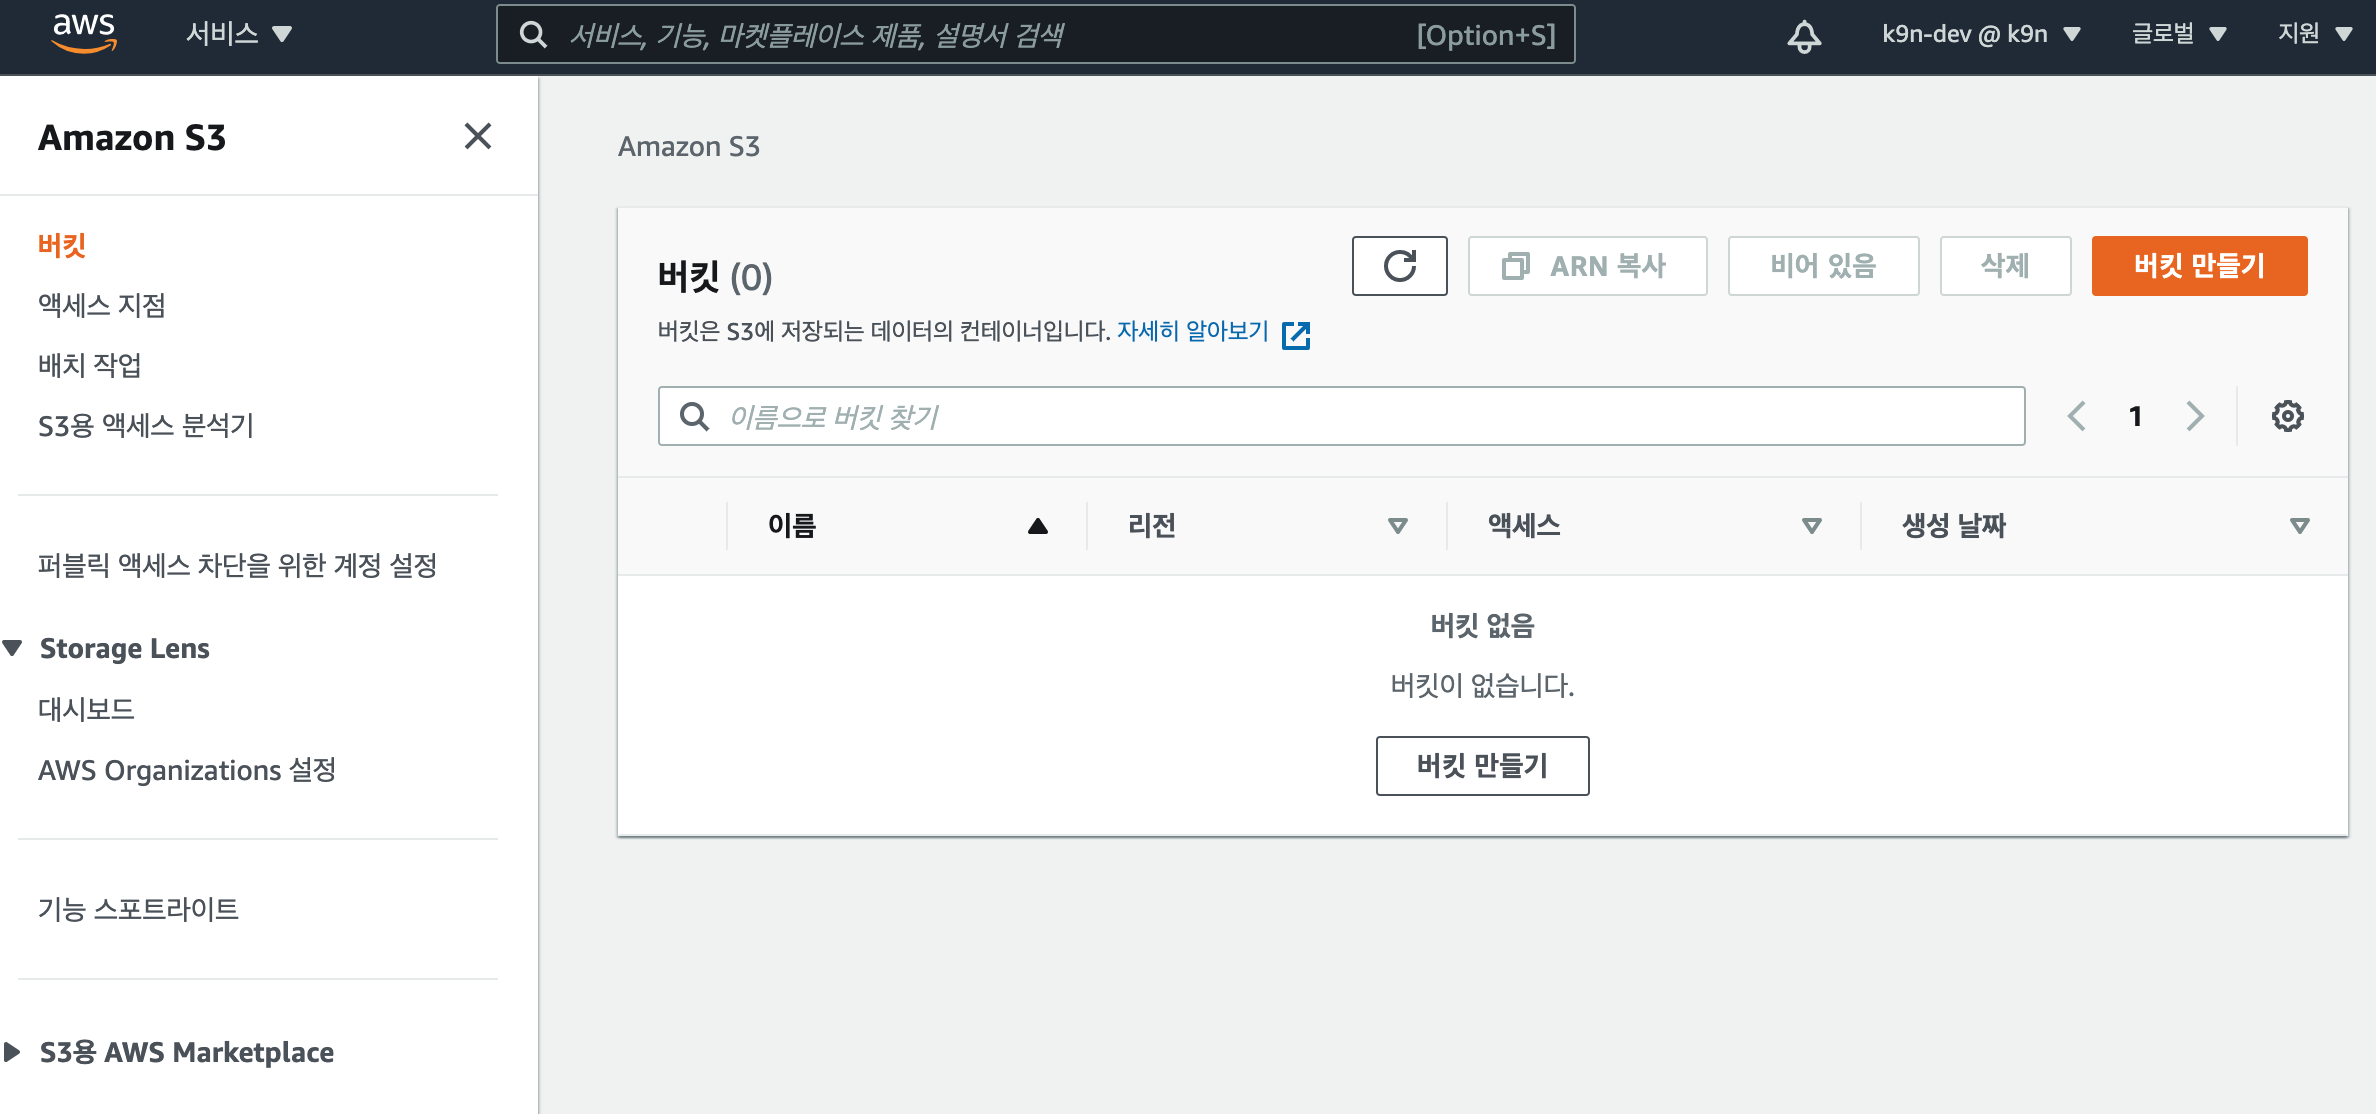 aws 서비스 서비스, 기능, 마켓플레이스 제품, 설명서 검색 [Option+S] k9n-dev @ k9n 글로벌 지원
Amazon S3
버킷
액세스 지점
배치 작업
S3용 액세스 분석기
퍼블릭 액세스 차단을 위한 계정 설정
Storage Lens
대시보드
AWS Organizations 설정
기능 스포트라이트
S3용 AWS Marketplace
Amazon S3
버킷 (0)
ARN 복사 비어 있음 삭제 버킷 만들기
버킷은 S3에 저장되는 데이터의 컨테이너입니다. 자세히 알아보기
이름으로 버킷 찾기 1
이름 리전 액세스 생성 날짜
버킷 없음
버킷이 없습니다.
버킷 만들기